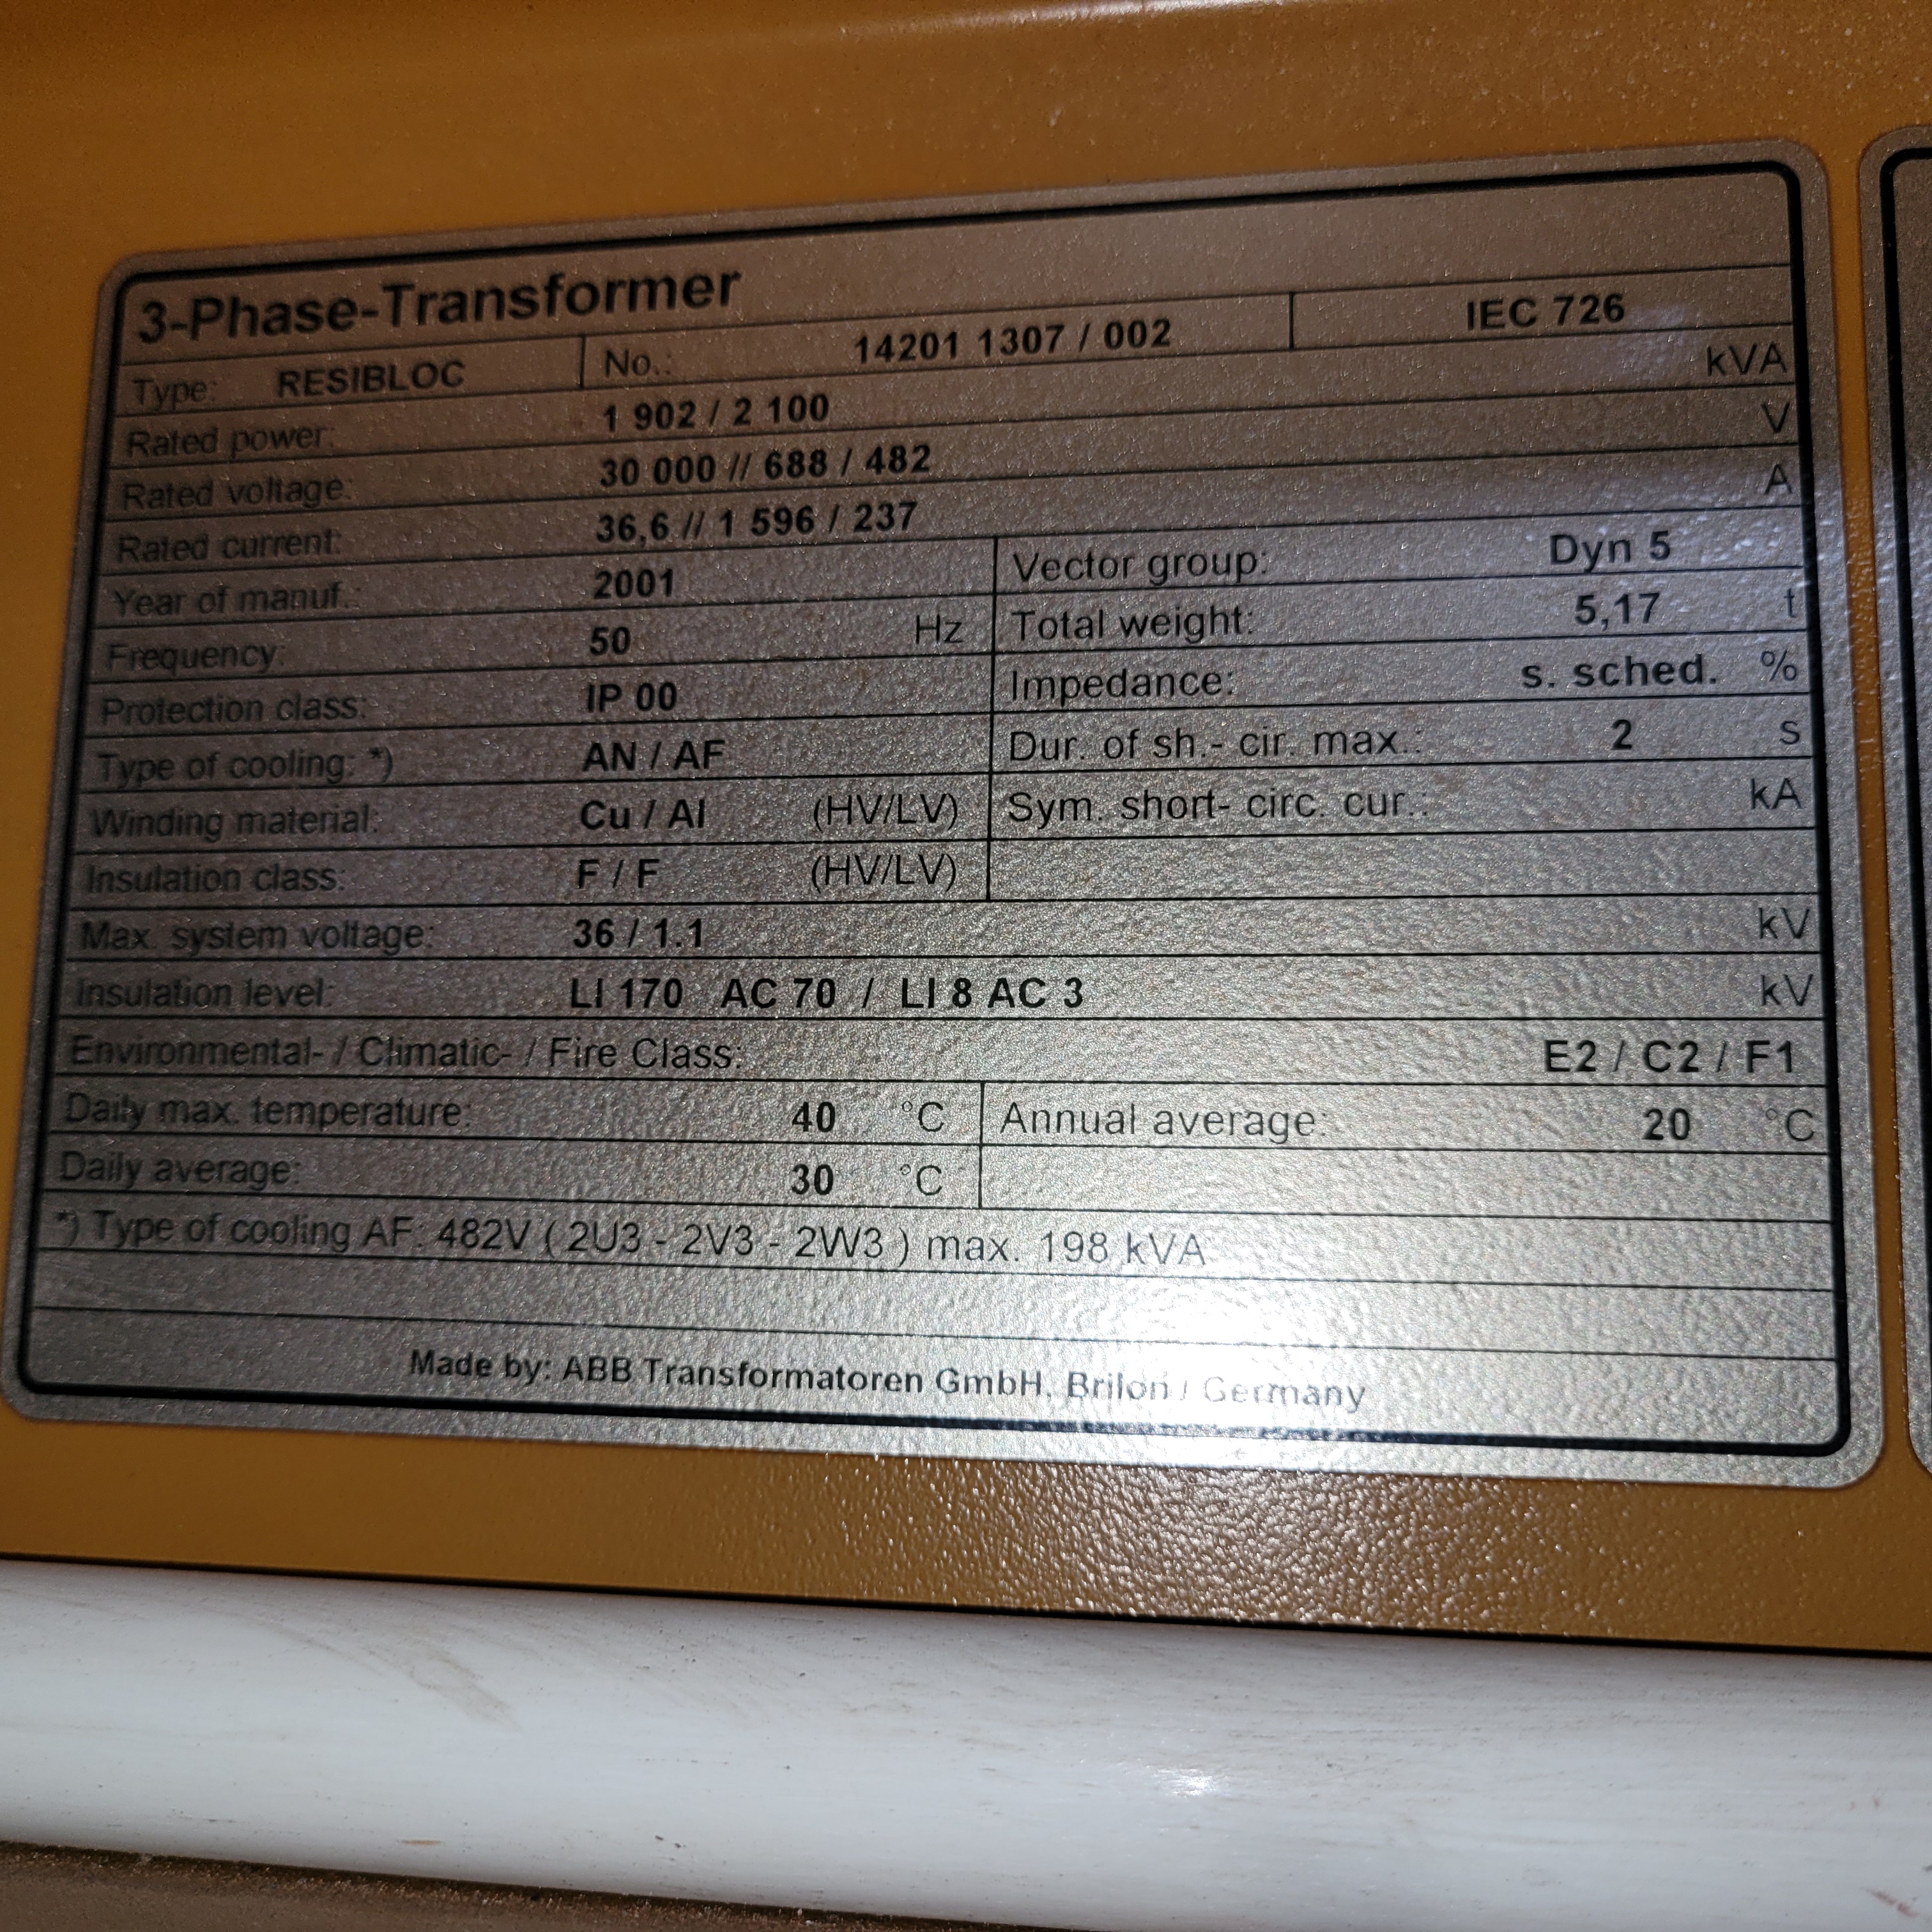 3-Phase-Transformer
Type: RESIBLOC No.: 14201 1307 / 002 IEC 726
Rated power: 1 902 / 2 100 kVA
Rated voltage: 30 000 // 688 / 482 V
Rated current: 36,6 // 1 596 / 237 A
Year of manuf.: 2001 Vector group: Dyn 5
Frequency: 50 Hz Total weight: 5,17 t
Protection class: IP 00 Impedance: s. sched. %
Type of cooling: *) AN / AF Dur. of sh.- cir. max.: 2 s
Winding material: Cu / Al (HV/LV) Sym. short- circ. cur.: kA
Insulation class: F / F (HV/LV)
Max. system voltage: 36 / 1.1 kV
Insulation level: LI 170 AC 70 / LI 8 AC 3 kV
Environmental- / Climatic- / Fire Class: E2 / C2 / F1
Daily max. temperature: 40 °C Annual average: 20 °C
Daily average: 30 °C
*) Type of cooling AF: 482V ( 2U3 - 2V3 - 2W3 ) max. 198 kVA
Made by: ABB Transformatoren GmbH, Brilon / Germany